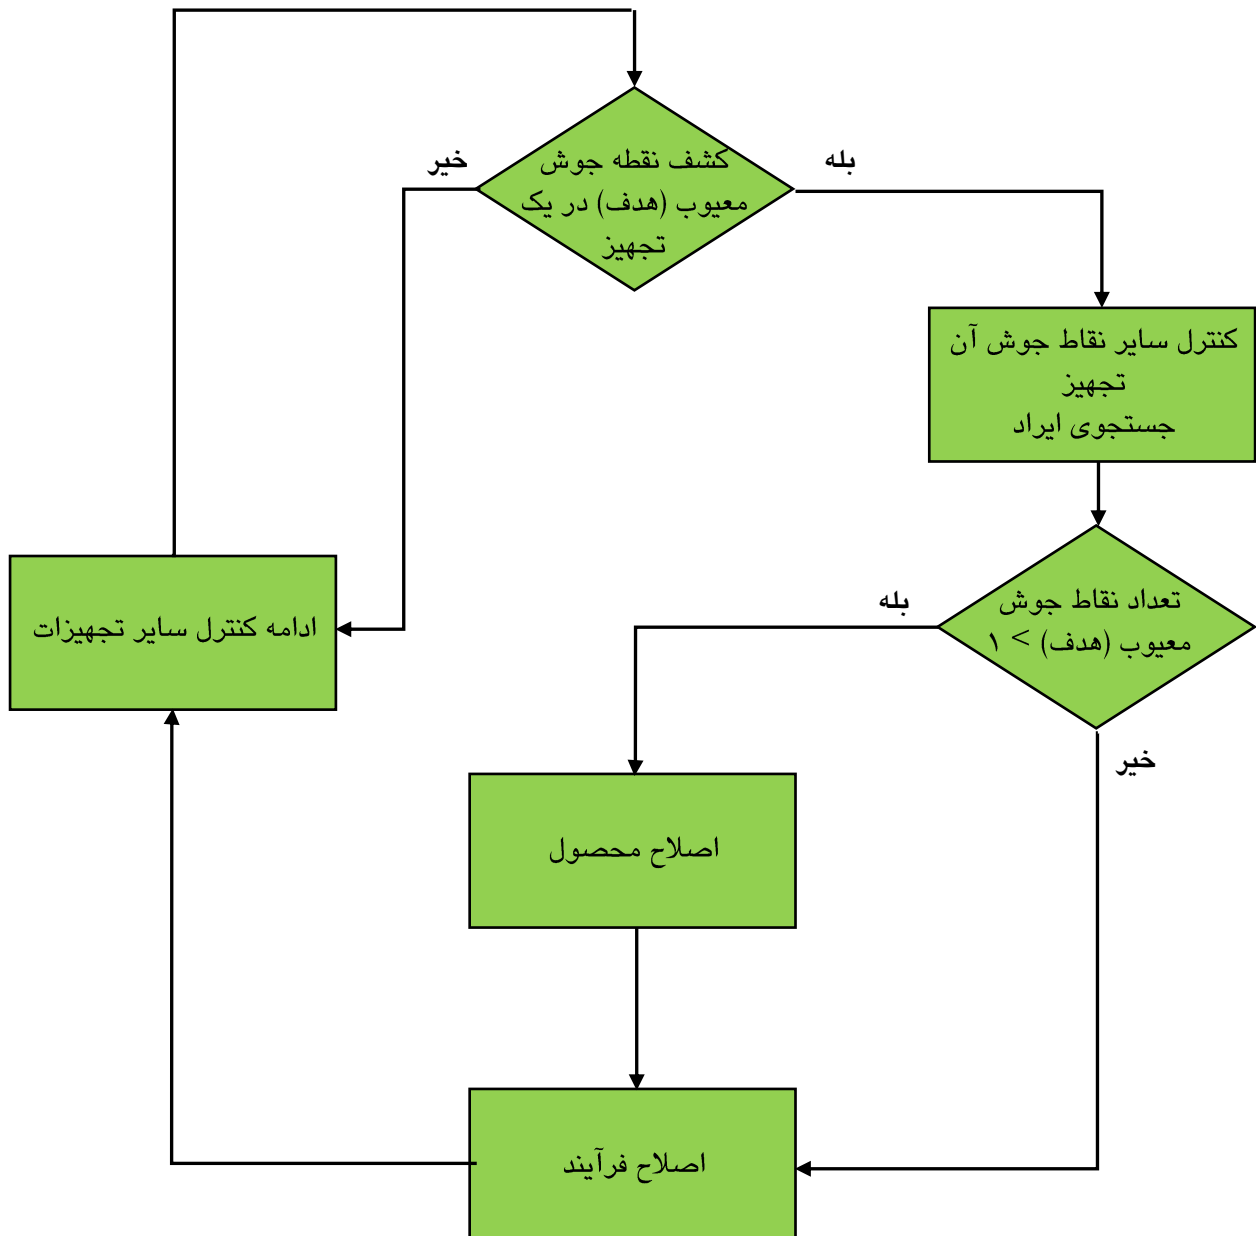 کشف نقطه جوش
معیوب (هدف) در یک
تجهیز
بله
خیر
کنترل سایر نقاط جوش آن
تجهیز
جستجوی ایراد
تعداد نقاط جوش
معیوب (هدف) > ۱
بله
خیر
ادامه کنترل سایر تجهیزات
اصلاح محصول
اصلاح فرآیند